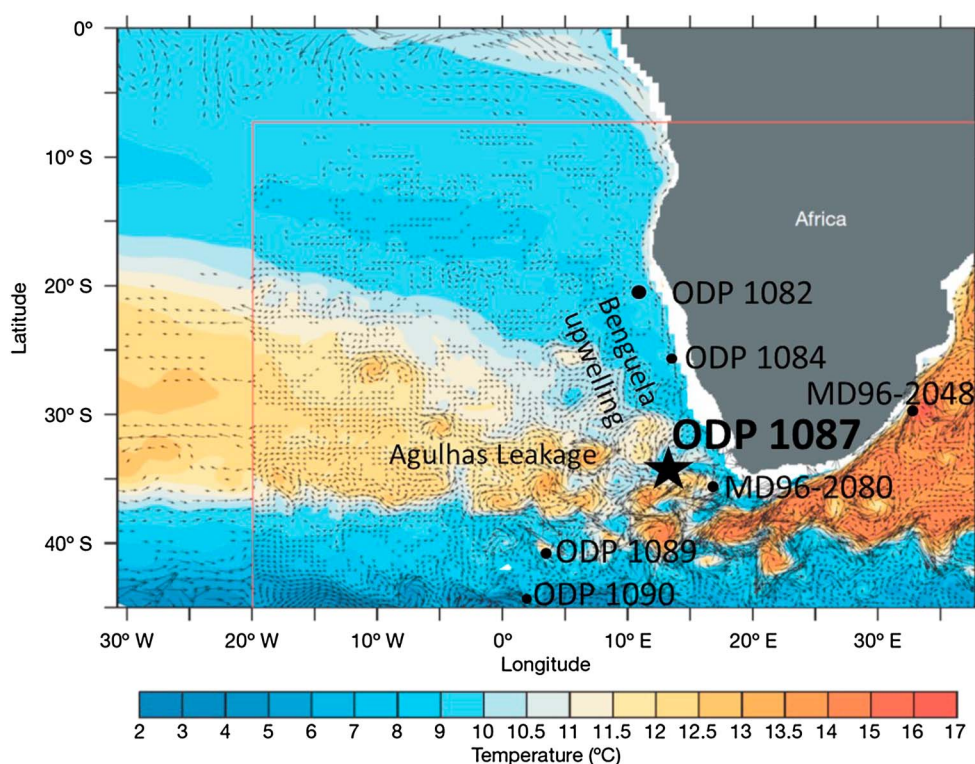 0°
10° S
20° S
30° S
40° S
Latitude
Africa
ODP 1082
Benguela
upwelling
ODP 1084
MD96-2048
ODP 1087
Agulhas Leakage
MD96-2080
ODP 1089
ODP 1090
30° W
20° W
10° W
0°
10° E
20° E
30° E
Longitude
2 3 4 5 6 7 8 9 10 10.5 11 11.5 12 12.5 13 13.5 14 15 16 17
Temperature (°C)